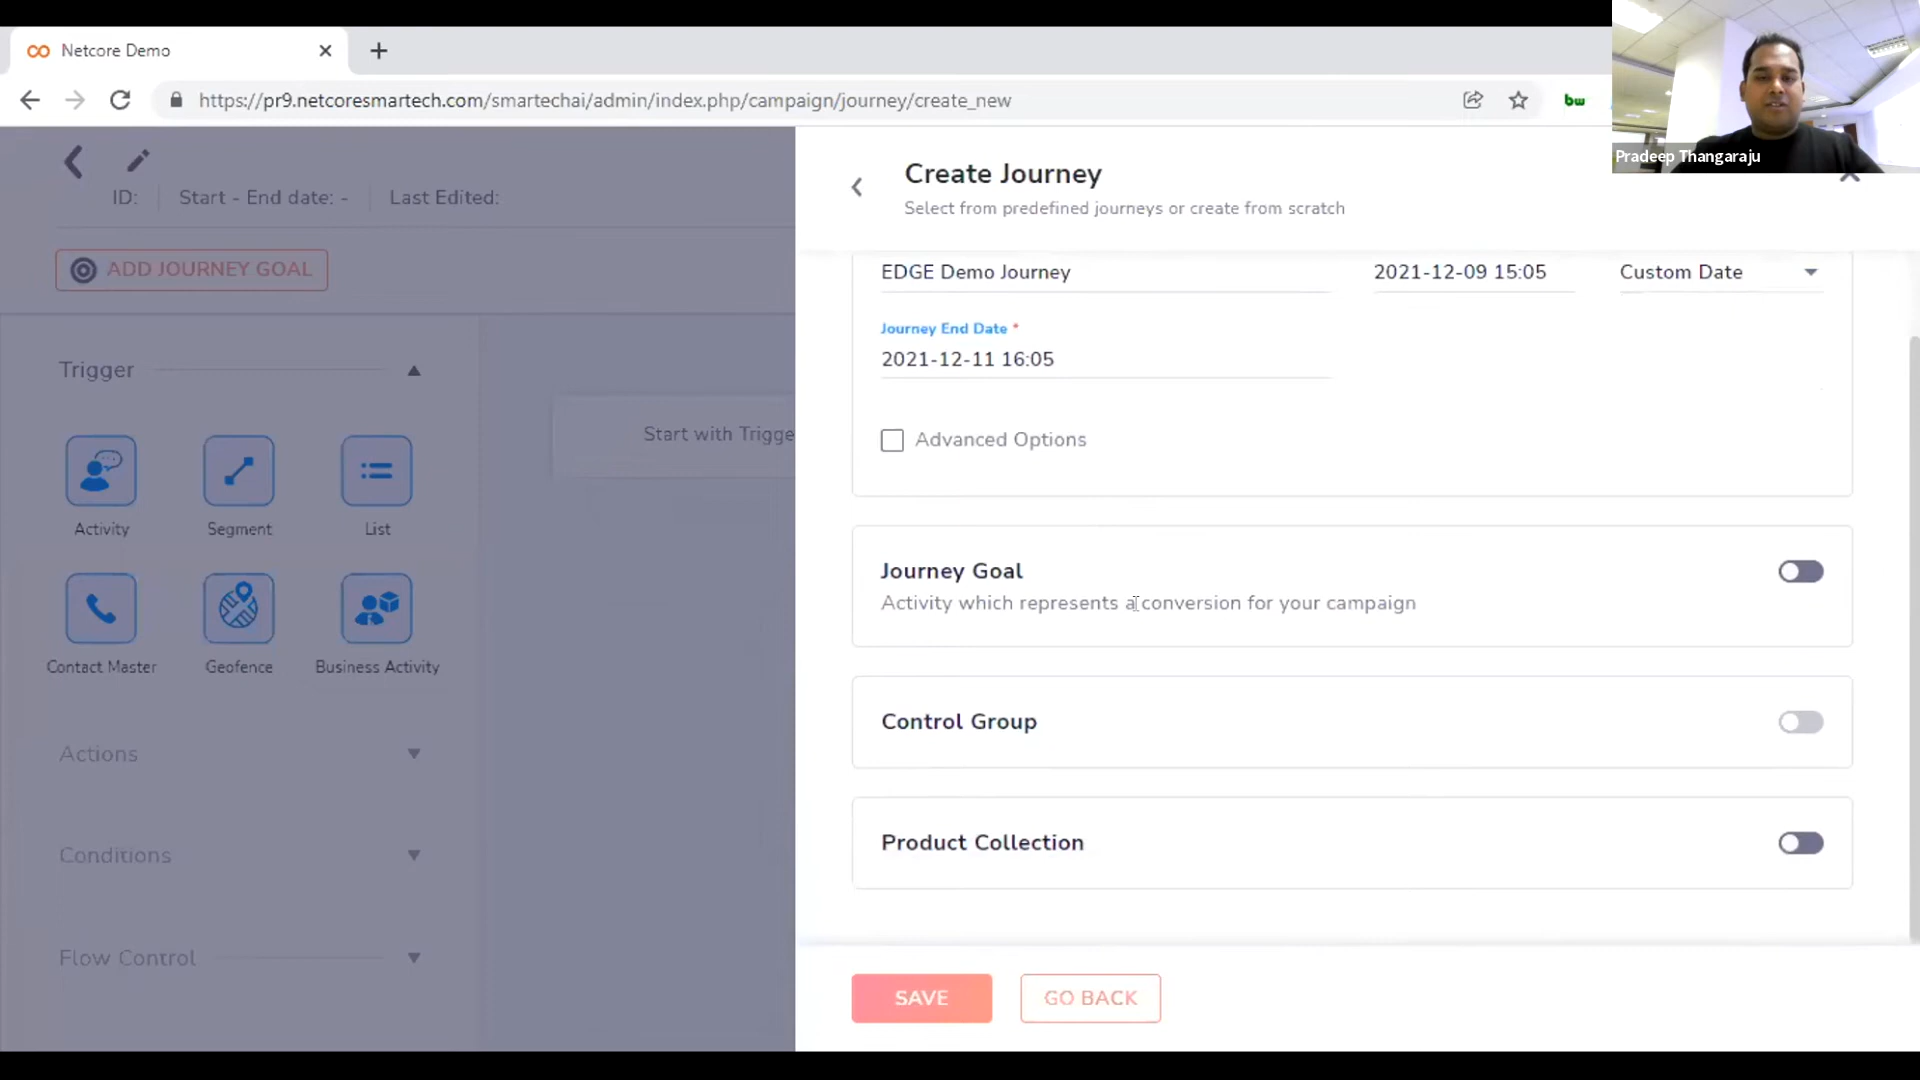 Netcore Demo
https://pr9.netcoresmartech.com/smartechai/admin/index.php/campaign/journey/create_new
bw
Pradeep Thangaraju
ID:
Start - End date: -
Last Edited:
ADD JOURNEY GOAL
Trigger
Activity
Segment
List
Contact Master
Geofence
Business Activity
Actions
Conditions
Flow Control
Start with Trigge
Create Journey
Select from predefined journeys or create from scratch
EDGE Demo Journey
2021-12-09 15:05
Custom Date
Journey End Date *
2021-12-11 16:05
Advanced Options
Journey Goal
Activity which represents a conversion for your campaign
Control Group
Product Collection
SAVE
GO BACK